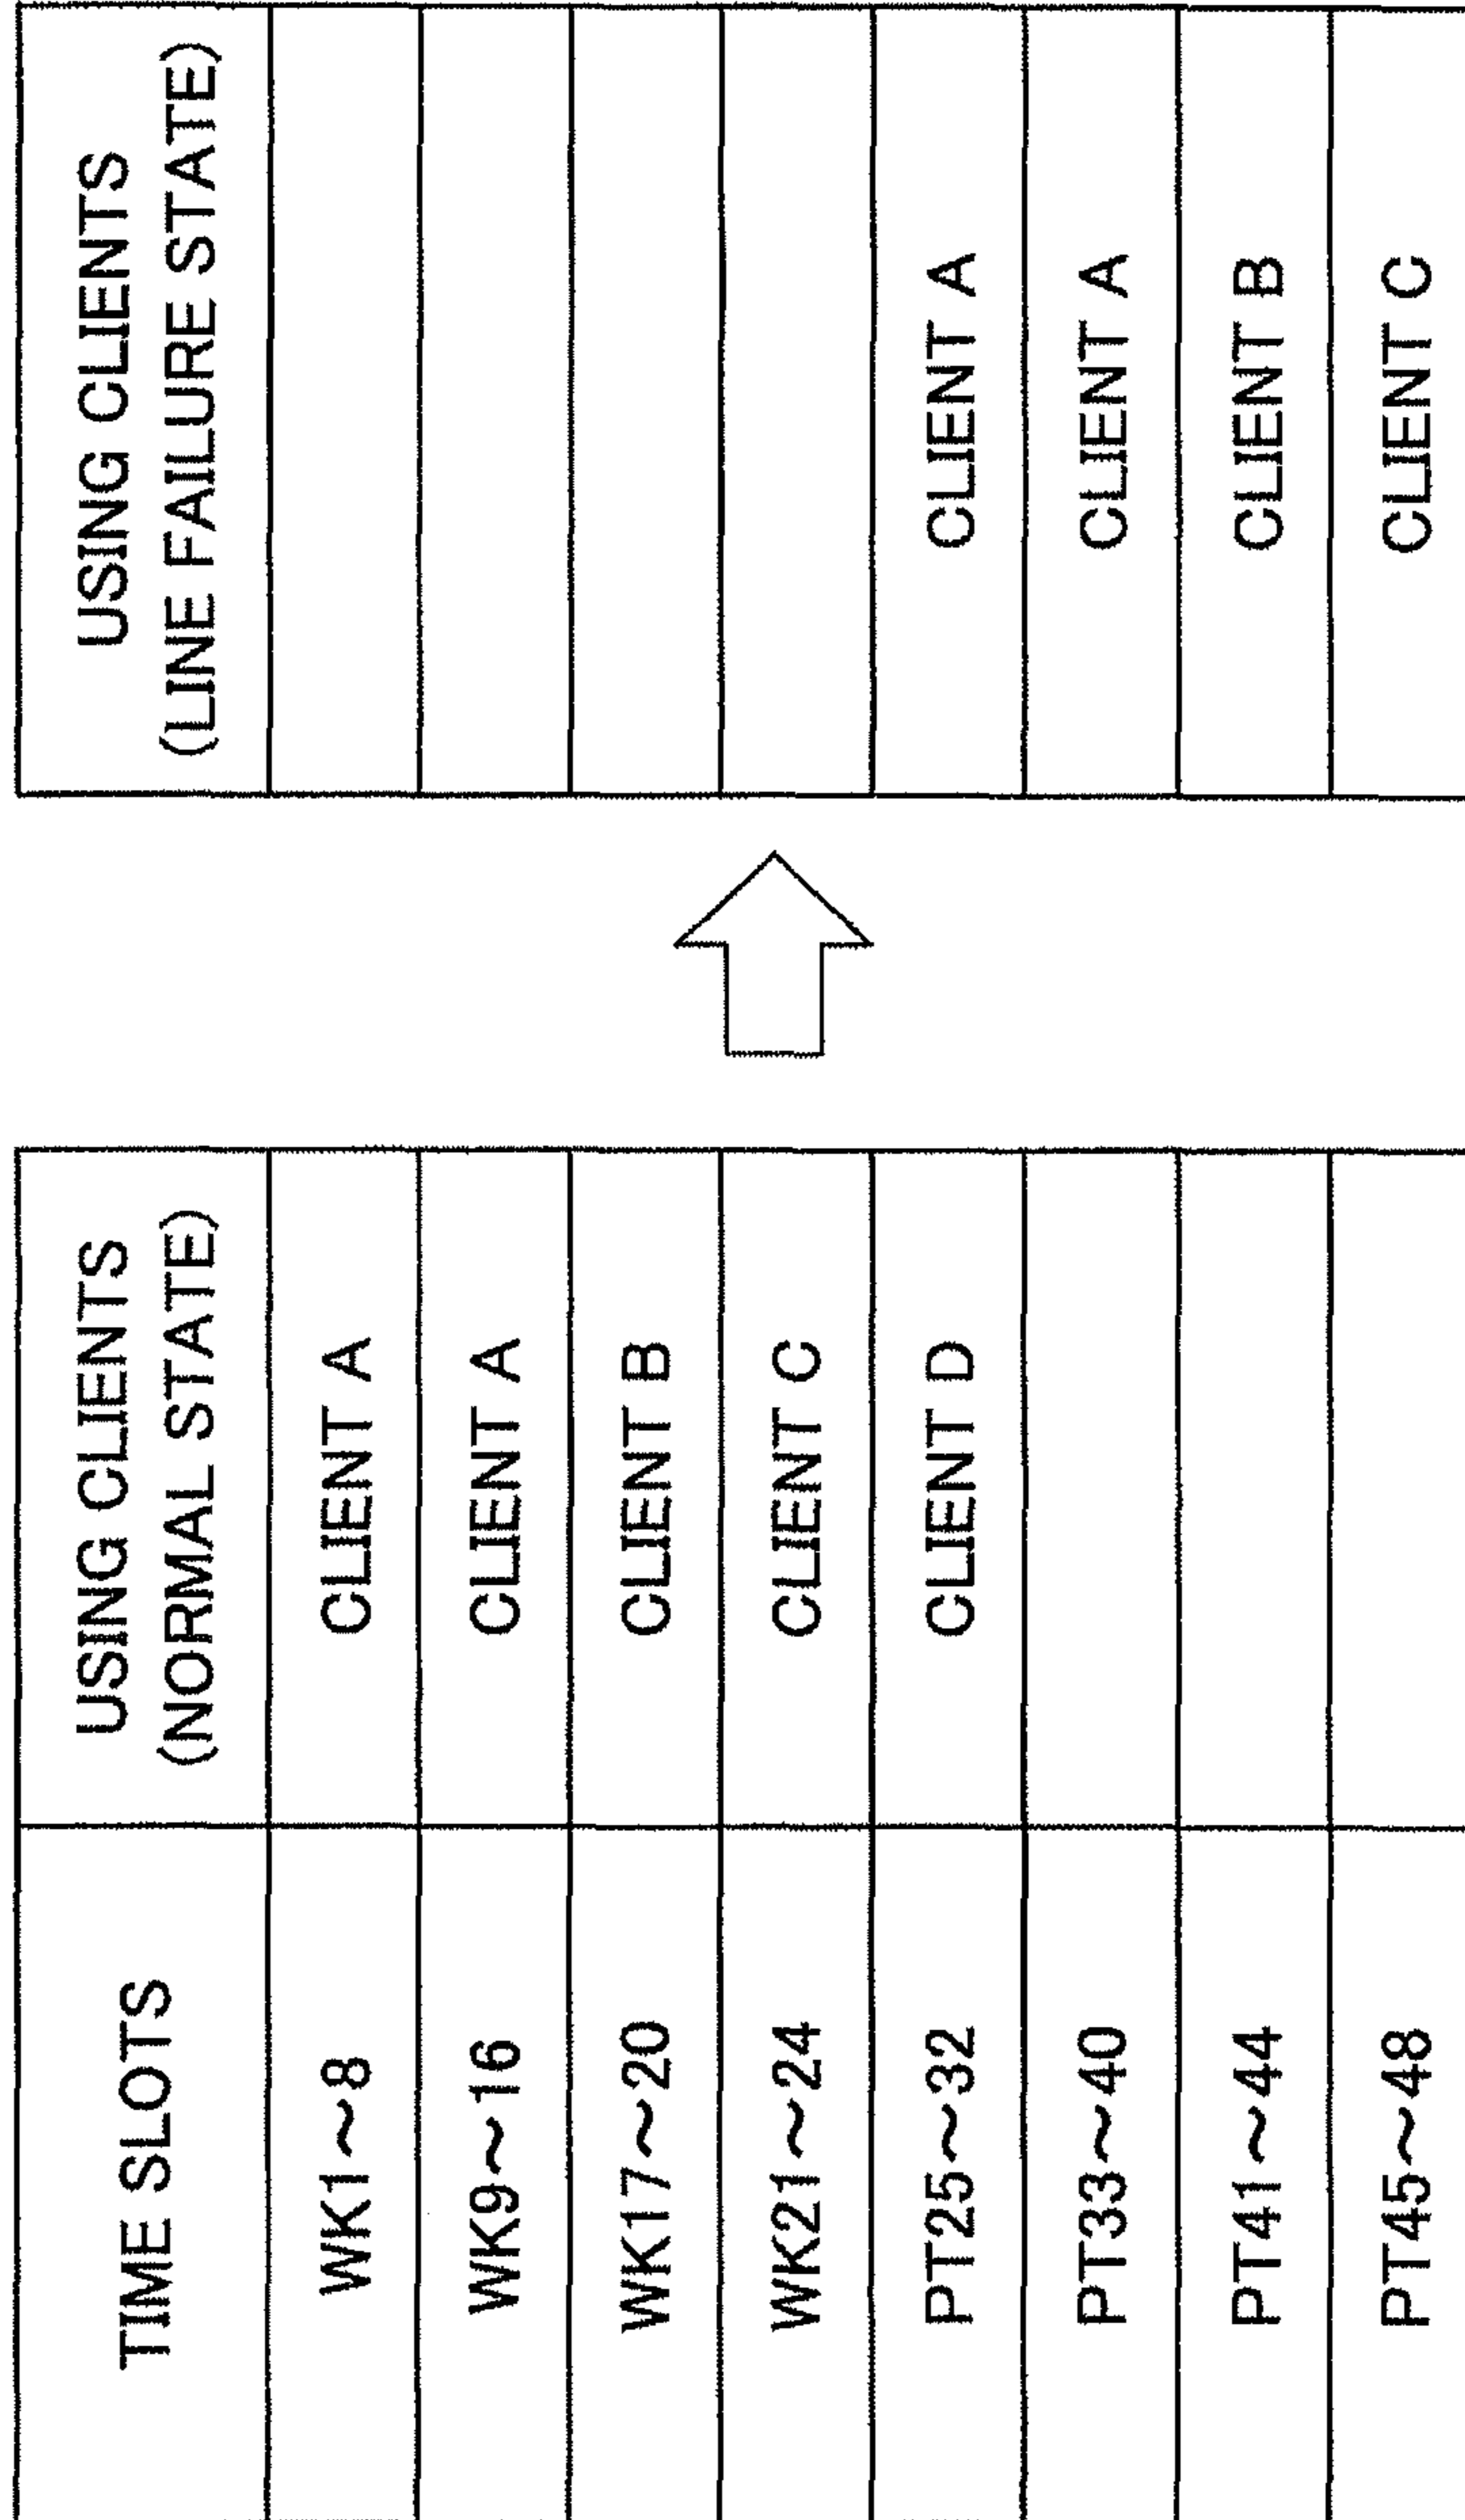 TIME SLOTS
USING CLIENTS
(NORMAL STATE)
USING CLIENTS
(LINE FAILURE STATE)
WK1~8
CLIENT A
WK9~16
CLIENT A
WK17~20
CLIENT B
WK21~24
CLIENT C
PT25~32
CLIENT D
CLIENT A
PT33~40
CLIENT A
PT41~44
CLIENT B
PT45~48
CLIENT C